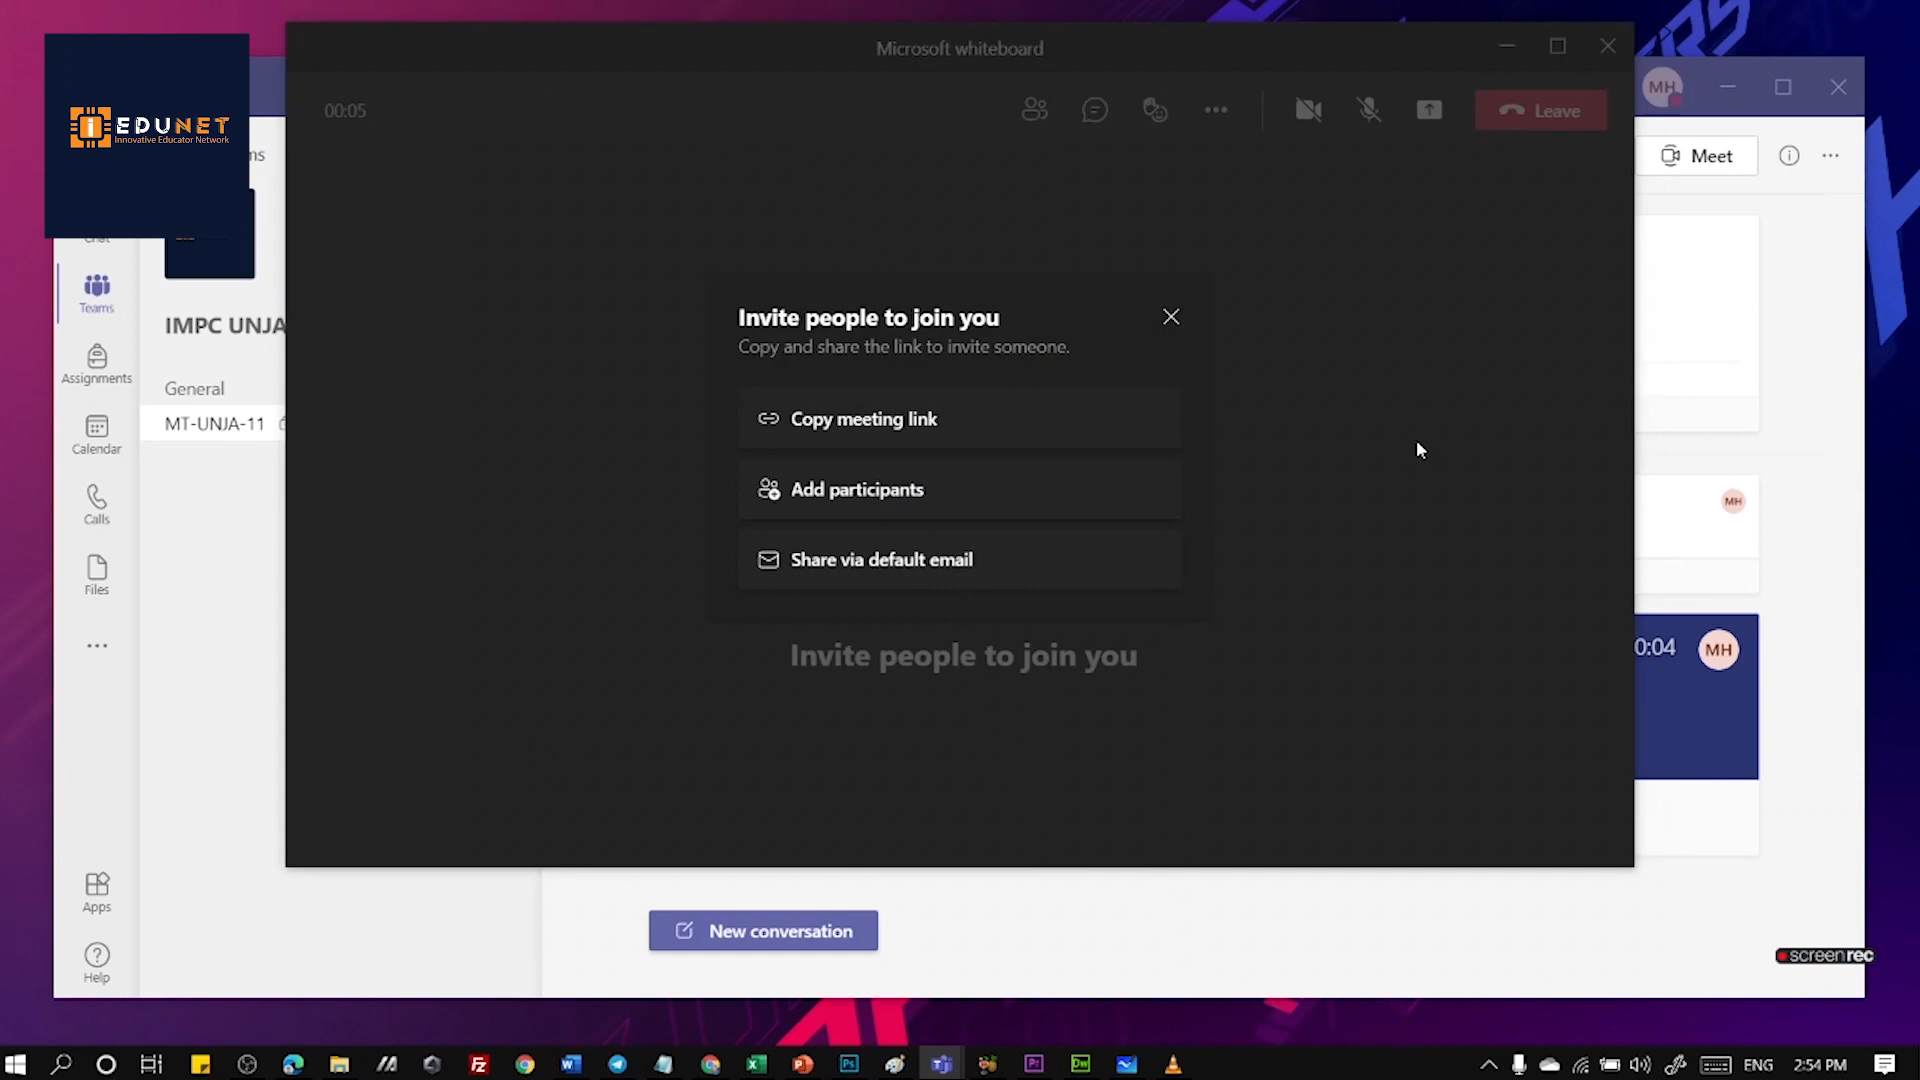 Microsoft whiteboard
00:05
Leave
MH
iEDUNET
Innovative Educator Network
ms
Meet
Chat
Teams
IMPC UNJA
Assignments
General
MT-UNJA-11
Calendar
Calls
Files
Invite people to join you
Copy and share the link to invite someone.
Copy meeting link
Add participants
Share via default email
Invite people to join you
MH
0:04
MH
Apps
Help
New conversation
screenrec
ENG
2:54 PM